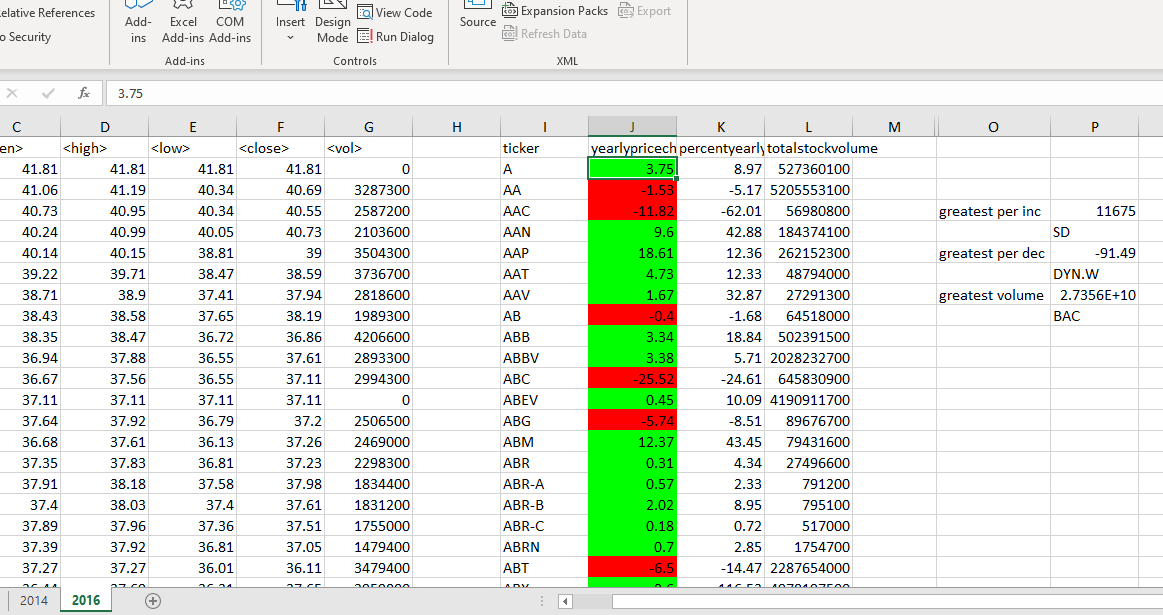 elative References
o Security
Add-
ins
Excel
Add-ins
COM
Add-ins
Add-ins
Insert
Design
Mode
View Code
Run Dialog
Controls
Source
Expansion Packs
Export
Refresh Data
XML
fx 3.75
C D E F G H I J K L M O P
en> <high> <low> <close> <vol> ticker yearlypricech percentyearly totalstockvolume
41.81 41.81 41.81 41.81 0 A 3.75 8.97 527360100
41.06 41.19 40.34 40.69 3287300 AA -1.53 -5.17 5205553100
40.73 40.95 40.34 40.55 2587200 AAC -11.82 -62.01 56980800 greatest per inc 11675
40.24 40.99 40.05 40.73 2103600 AAN 9.6 42.88 184374100 SD
40.14 40.15 38.81 39 3504300 AAP 18.61 12.36 262152300 greatest per dec -91.49
39.22 39.71 38.47 38.59 3736700 AAT 4.73 12.33 48794000 DYN.W
38.71 38.9 37.41 37.94 2818600 AAV 1.67 32.87 27291300 greatest volume 2.7356E+10
38.43 38.58 37.65 38.19 1989300 AB -0.4 -1.68 64518000 BAC
38.35 38.47 36.72 36.86 4206600 ABB 3.34 18.84 502391500
36.94 37.88 36.55 37.61 2893300 ABBV 3.38 5.71 2028232700
36.67 37.56 36.55 37.11 2994300 ABC -25.52 -24.61 645830900
37.11 37.11 37.11 37.11 0 ABEV 0.45 10.09 4190911700
37.64 37.92 36.79 37.2 2506500 ABG -5.74 -8.51 89676700
36.68 37.61 36.13 37.26 2469000 ABM 12.37 43.45 79431600
37.35 37.83 36.81 37.23 2298300 ABR 0.31 4.34 27496600
37.91 38.18 37.58 37.98 1834400 ABR-A 0.57 2.33 791200
37.4 38.03 37.4 37.61 1831200 ABR-B 2.02 8.95 795100
37.89 37.96 37.36 37.51 1755000 ABR-C 0.18 0.72 517000
37.39 37.92 36.81 37.05 1479400 ABRN 0.7 2.85 1754700
37.27 37.27 36.01 36.11 3479400 ABT -6.5 -14.47 2287654000
2014 2016